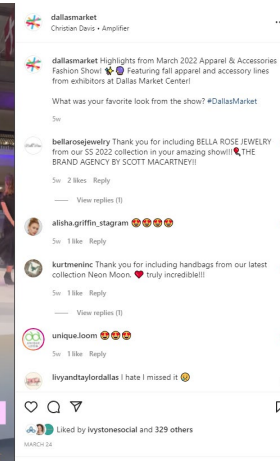 dallasmarket
Christian Davis • Amplifier
dallasmarket Highlights from March 2022 Apparel & Accessories
Fashion Show! ✨🔮 Featuring fall apparel and accessory lines
from exhibitors at Dallas Market Center!
What was your favorite look from the show? #DallasMarket
5w
bellarosejewelry Thank you for including BELLA ROSE JEWELRY
from our SS 2022 collection in your amazing show!!!🌹THE
BRAND AGENCY BY SCOTT MACARTNEY!!
5w 2 likes Reply
View replies (1)
alisha.griffin_stagram 😍😍😍😍
5w 1 like Reply
kurtmeninc Thank you for including handbags from our latest
collection Neon Moon. ❤️ truly incredible!!!
5w 1 like Reply
View replies (1)
unique.loom 😍😍😍
5w 1 like Reply
livyandtaylordallas I hate I missed it 😖
Liked by ivystonesocial and 329 others
MARCH 24